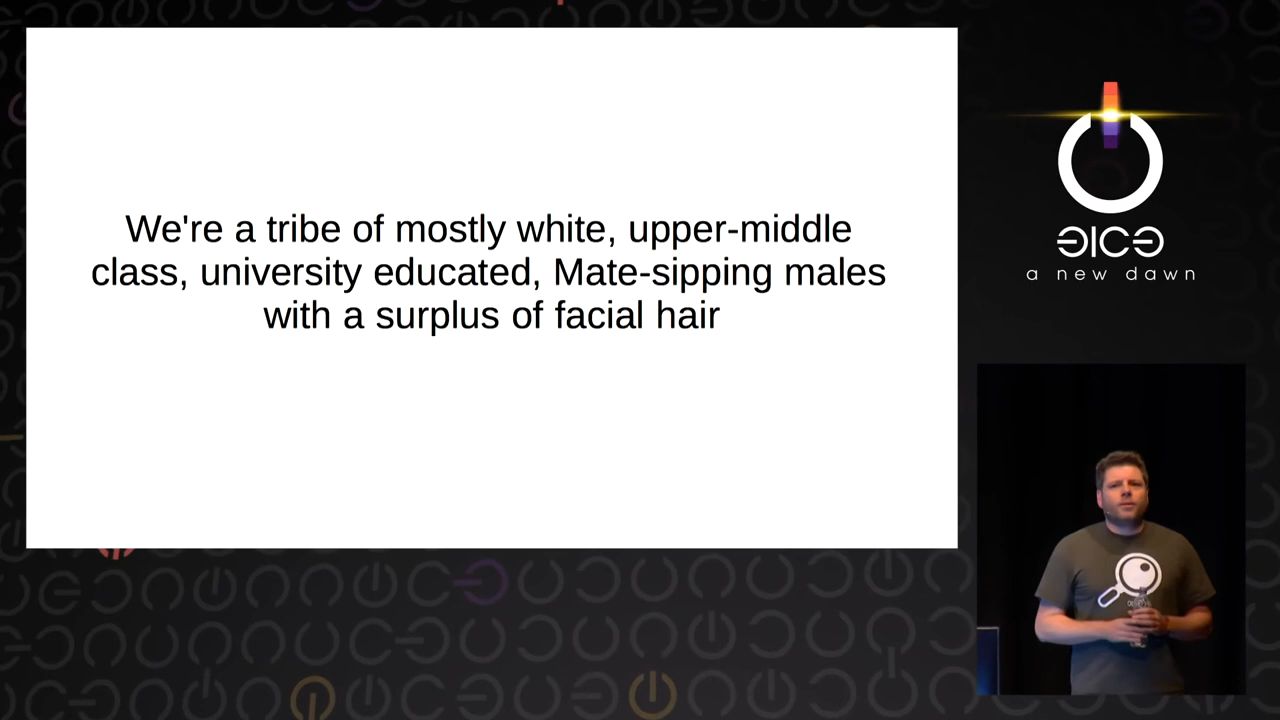 We're a tribe of mostly white, upper-middle
class, university educated, Mate-sipping males
with a surplus of facial hair
a new dawn